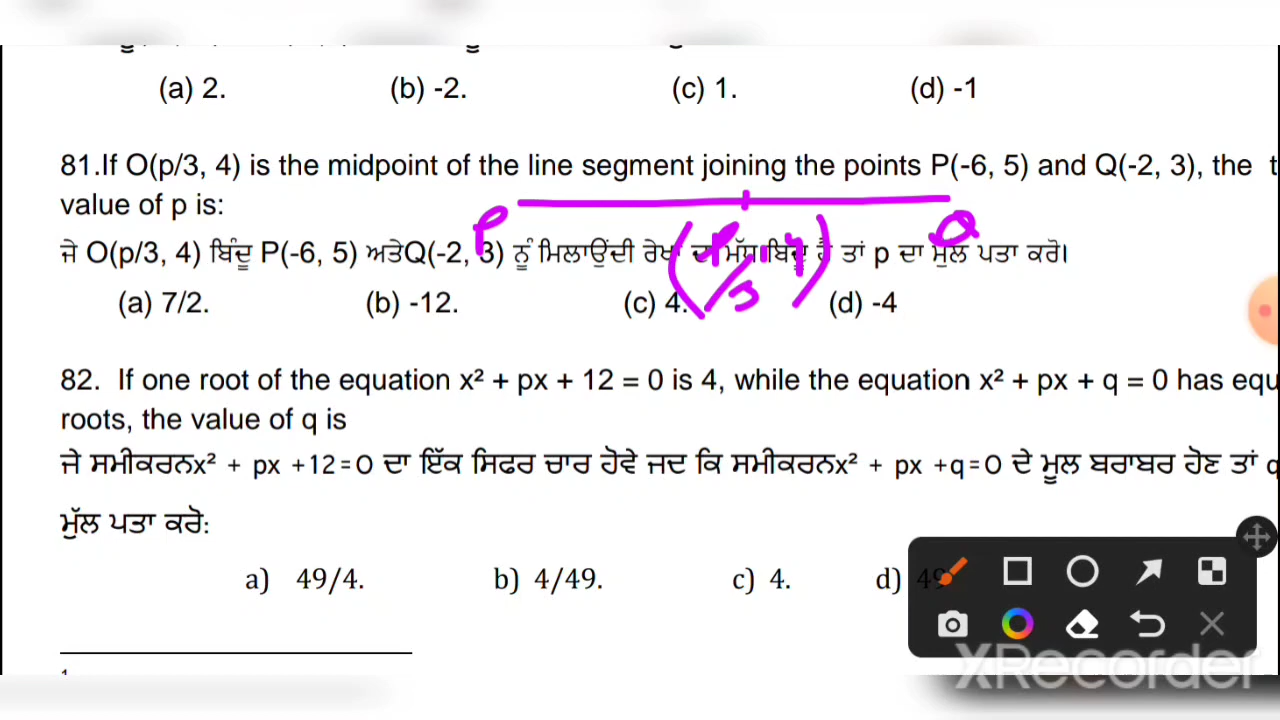 (a) 2. (b) -2. (c) 1. (d) -1
81.If O(p/3, 4) is the midpoint of the line segment joining the points P(-6, 5) and Q(-2, 3), the t
value of p is:
P Q
ਜੇ O(p/3, 4) ਬਿੰਦੂ P(-6, 5) ਅਤੇQ(-2, 3) ਨੂੰ ਮਿਲਾਉਂਦੀ ਰੇਖਾ ਦਾ ਮੱਧ ਬਿੰਦੂ ਹੈ ਤਾਂ p ਦਾ ਮੁੱਲ ਪਤਾ ਕਰੋ।
(P/3, 4)
(a) 7/2. (b) -12. (c) 4. (d) -4
82. If one root of the equation x² + px + 12 = 0 is 4, while the equation x² + px + q = 0 has equ
roots, the value of q is
ਜੇ ਸਮੀਕਰਨx² + px +12=0 ਦਾ ਇੱਕ ਸਿਫਰ ਚਾਰ ਹੋਵੇ ਜਦ ਕਿ ਸਮੀਕਰਨx² + px +q=0 ਦੇ ਮੂਲ ਬਰਾਬਰ ਹੋਣ ਤਾਂ q
ਮੁੱਲ ਪਤਾ ਕਰੋ:
a) 49/4. b) 4/49. c) 4. d) 49
1
XRecorder